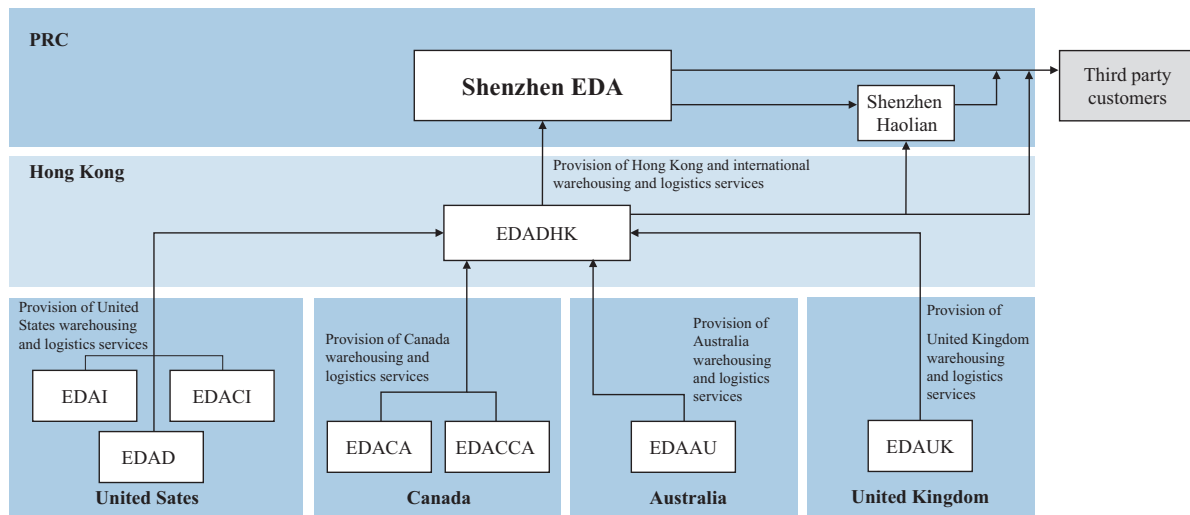 PRC
Shenzhen EDA
Shenzhen
Haolian
Third party
customers
Hong Kong
Provision of Hong Kong and international
warehousing and logistics services
EDADHK
Provision of United
States warehousing
and logistics services
EDAI
EDACI
EDAD
United Sates
Provision of Canada
warehousing and
logistics services
EDACA
EDACCA
Canada
Provision of
Australia
warehousing
and logistics
services
EDAAU
Australia
Provision of
United Kingdom
warehousing
and logistics
services
EDAUK
United Kingdom